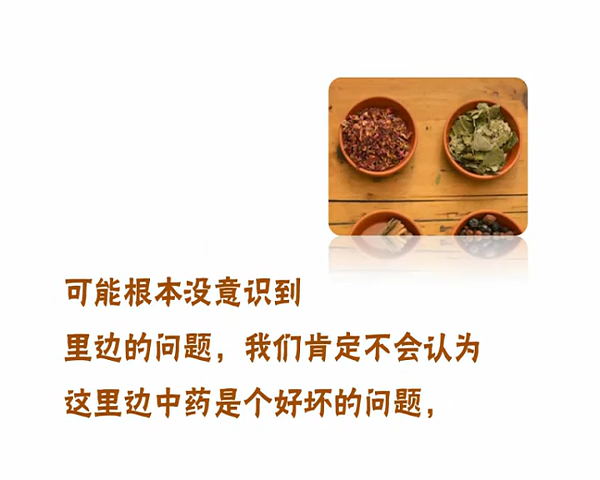 可能根本没意识到
里边的问题，我们肯定不会认为
这里边中药是个好坏的问题，